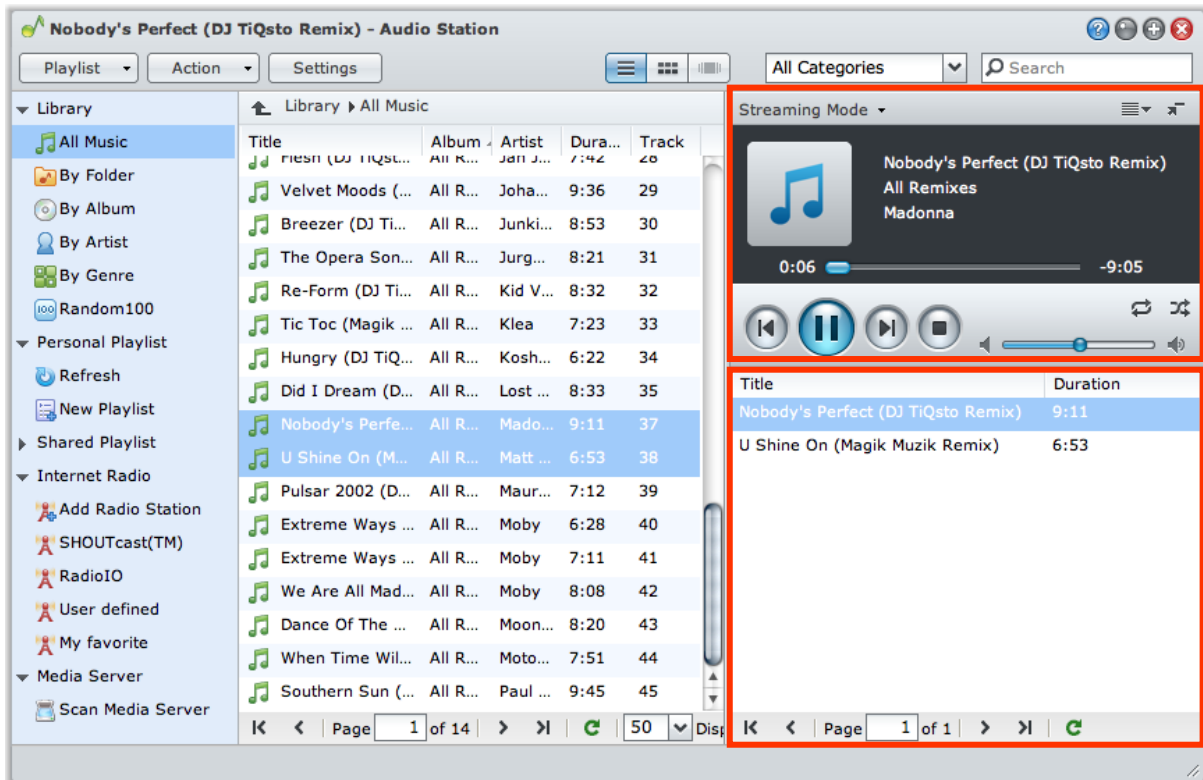 Nobody's Perfect (DJ TiQsto Remix) - Audio Station
Playlist Action Settings All Categories Search
Library
All Music
By Folder
By Album
By Artist
By Genre
100 Random100
Personal Playlist
Refresh
New Playlist
Shared Playlist
Internet Radio
Add Radio Station
SHOUTcast(TM)
RadioIO
User defined
My favorite
Media Server
Scan Media Server
Library All Music
Title Album Artist Dura... Track
Flesh (DJ TiQst... All R... Jan J... 7:42 28
Velvet Moods (... All R... Joha... 9:36 29
Breezer (DJ Ti... All R... Junki... 8:53 30
The Opera Son... All R... Jurg... 8:21 31
Re-Form (DJ Ti... All R... Kid V... 8:32 32
Tic Toc (Magik ... All R... Klea 7:23 33
Hungry (DJ TiQ... All R... Kosh... 6:22 34
Did I Dream (D... All R... Lost ... 8:33 35
Nobody's Perfe... All R... Mado... 9:11 37
U Shine On (M... All R... Matt ... 6:53 38
Pulsar 2002 (D... All R... Maur... 7:12 39
Extreme Ways ... All R... Moby 6:28 40
Extreme Ways ... All R... Moby 7:11 41
We Are All Mad... All R... Moby 8:08 42
Dance Of The ... All R... Moon... 8:20 43
When Time Wil... All R... Moto... 7:51 44
Southern Sun (... All R... Paul ... 9:45 45
Page 1 of 14 50 Disp
Streaming Mode
Nobody's Perfect (DJ TiQsto Remix)
All Remixes
Madonna
0:06 -9:05
Title Duration
Nobody's Perfect (DJ TiQsto Remix) 9:11
U Shine On (Magik Muzik Remix) 6:53
Page 1 of 1